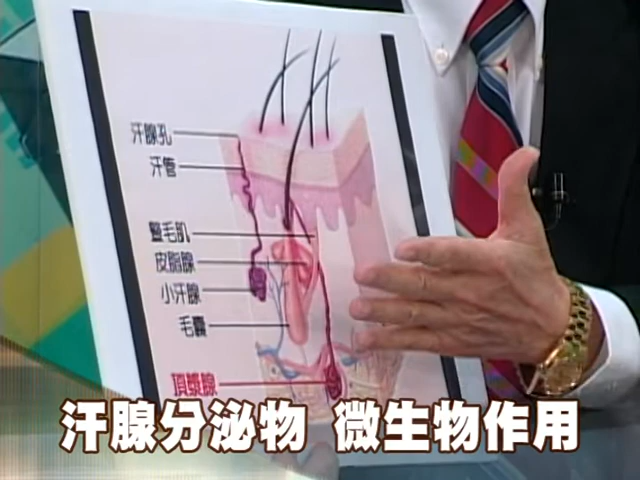 汗腺孔
汗管
豎毛肌
皮脂腺
小汗腺
毛囊
頂漿腺
汗腺分泌物 微生物作用